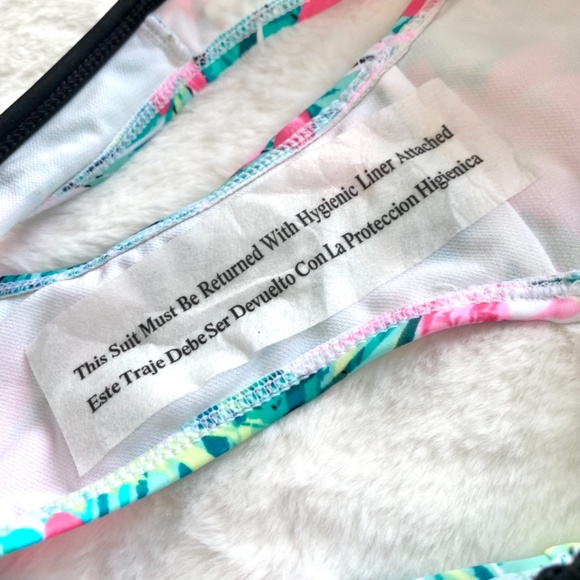 This Suit Must Be Returned With Hygienic Liner Attached
Este Traje Debe Ser Devuelto Con La Proteccion Higienica